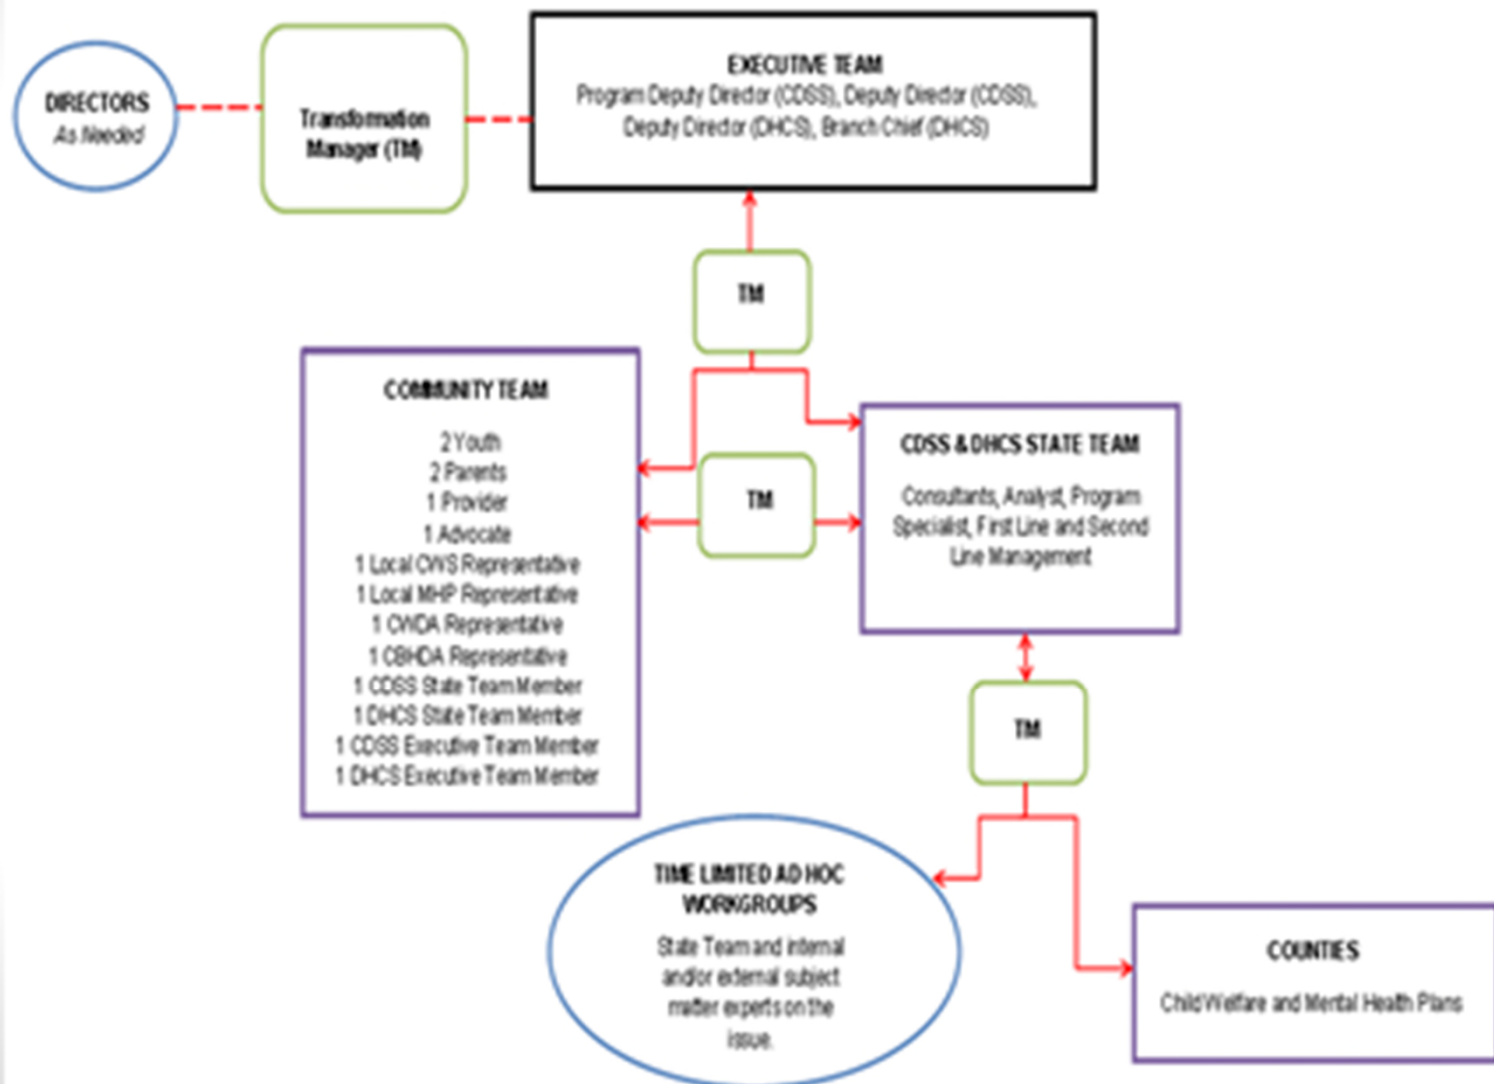 DIRECTORS
As Needed
Transformation
Manager (TM)
EXECUTIVE TEAM
Program Deputy Director (CDSS), Deputy Director (CDSS),
Deputy Director (DHCS), Branch Chief (DHCS)
TM
COMMUNITY TEAM
2 Youth
2 Parents
1 Provider
1 Advocate
1 Local CWS Representative
1 Local MHP Representative
1 CWDA Representative
1 CBHDA Representative
1 CDSS State Team Member
1 DHCS State Team Member
1 CDSS Executive Team Member
1 DHCS Executive Team Member
TM
CDSS & DHCS STATE TEAM
Consultants, Analyst, Program
Specialist, First Line and Second
Line Management
TM
TIME LIMITED AD HOC
WORKGROUPS
State Team and internal
and/or external subject
matter experts on the
issue.
COUNTIES
Child Welfare and Mental Health Plans